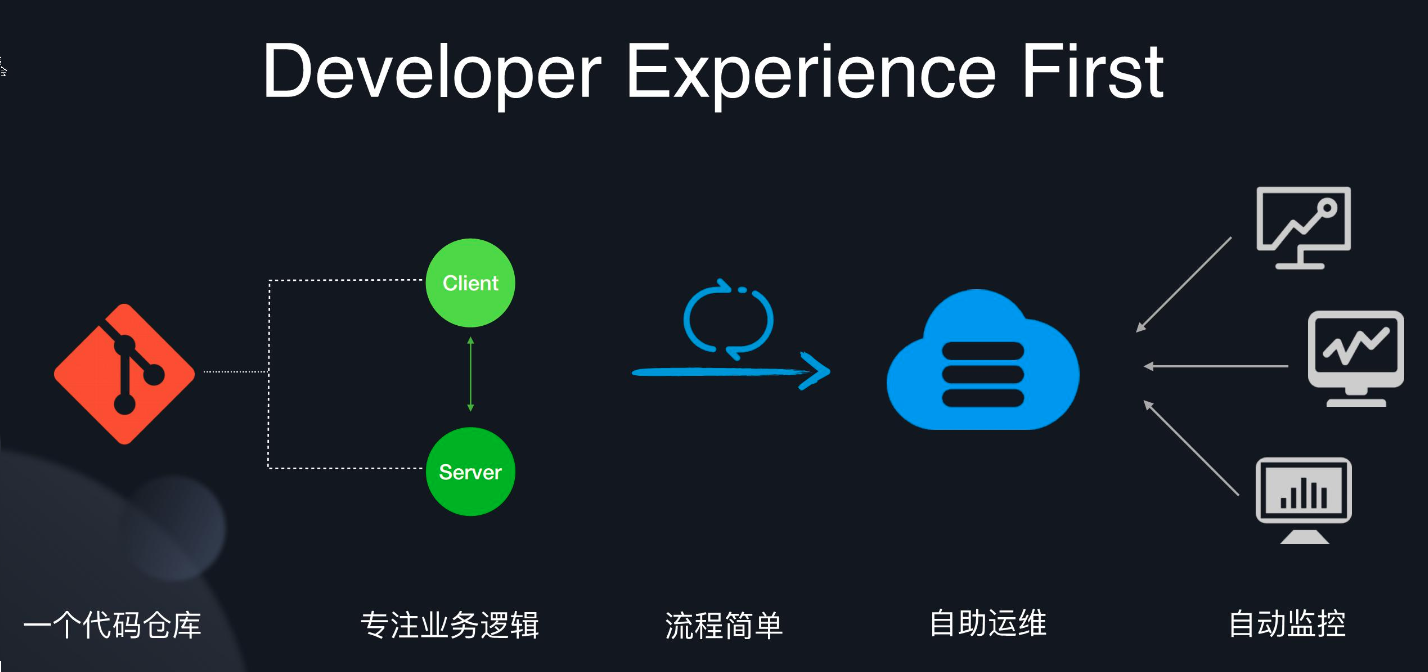 Developer Experience First
Client
Server
一个代码仓库
专注业务逻辑
流程简单
自助运维
自动监控